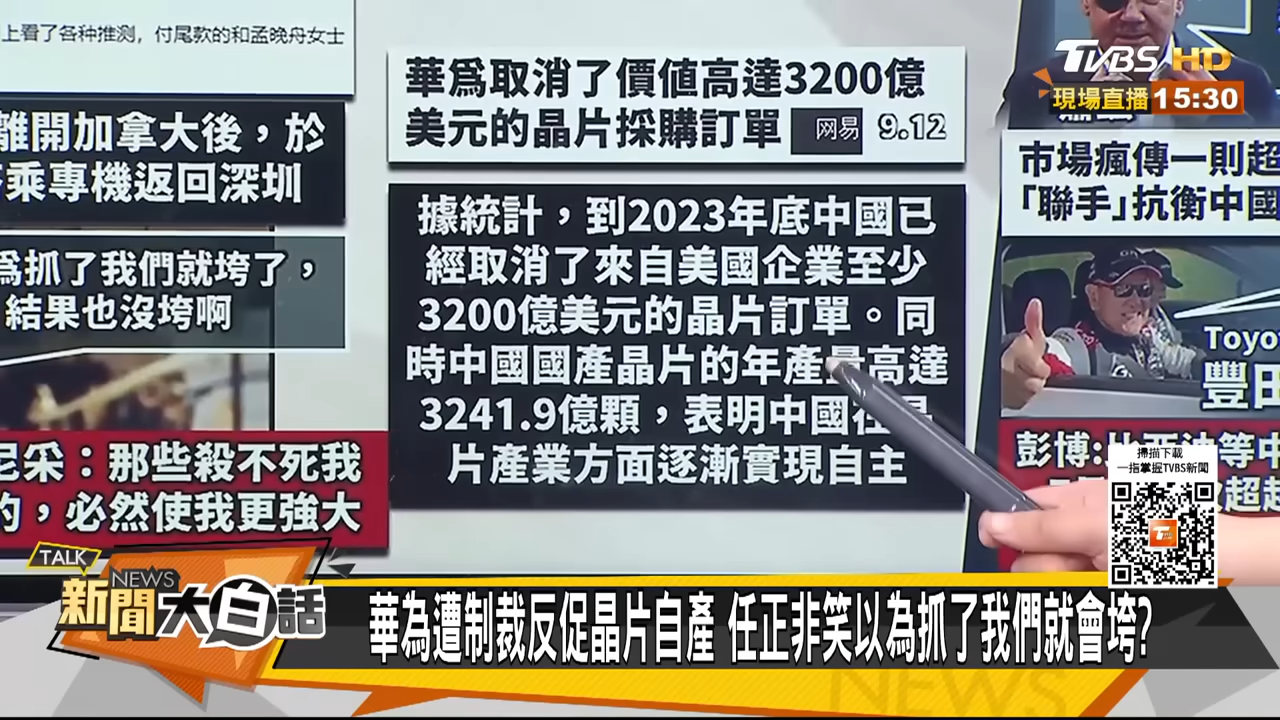 上看了各种推测，付尾款的和孟晚舟女士
離開加拿大後，於
乘專機返回深圳
爲抓了我們就垮了，
結果也沒垮啊
尼采：那些殺不死我
的，必然使我更強大
華爲取消了價值高達3200億
美元的晶片採購訂單
网易 9.12
據統計，到2023年底中國已
經取消了來自美國企業至少
3200億美元的晶片訂單。同
時中國國產晶片的年產量高達
3241.9億顆，表明中國在
片產業方面逐漸實現自主
TVBS HD
現場直播 15:30
市場瘋傳一則超
「聯手」抗衡中國
Toyo
豐田
彭博:比亞迪等中
超
掃描下載
一指掌握TVBS新聞
TALK
NEWS
新聞大白話
華為遭制裁反促晶片自產 任正非笑以為抓了我們就會垮?
NEWS